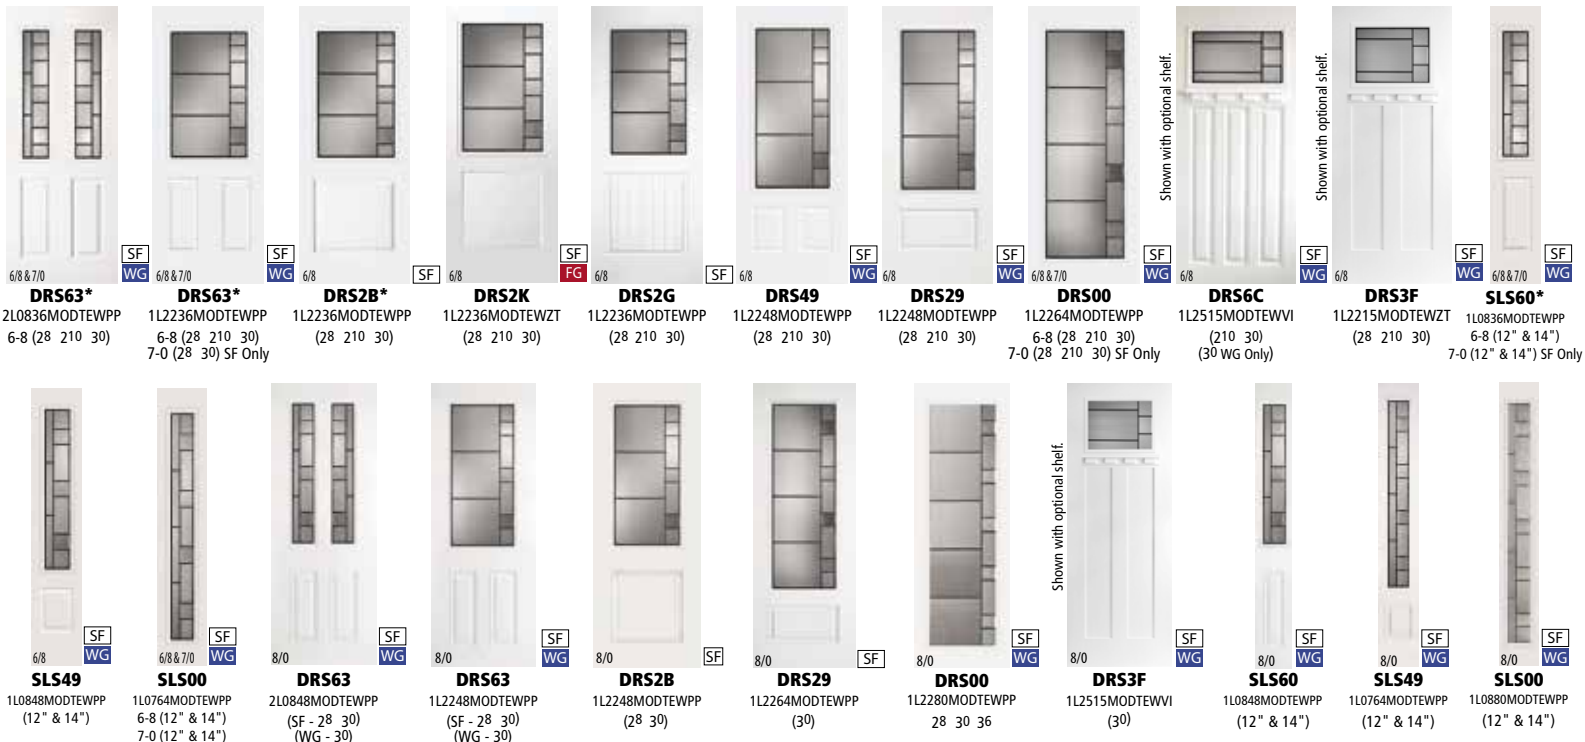 6/8 & 7/0
SF
WG
DRS63*
2L0836MODTEWPP
6-8 (28 210 30)
6/8 & 7/0
SF
WG
DRS63*
1L2236MODTEWPP
6-8 (28 210 30)
7-0 (28 30) SF Only
6/8
SF
DRS2B*
1L2236MODTEWPP
(28 210 30)
6/8
SF
FG
DRS2K
1L2236MODTEWZT
(28 210 30)
6/8
SF
DRS2G
1L2236MODTEWPP
(28 210 30)
6/8
SF
WG
DRS49
1L2248MODTEWPP
(28 210 30)
6/8
SF
WG
DRS29
1L2248MODTEWPP
(28 210 30)
6/8 & 7/0
SF
WG
DRS00
1L2264MODTEWPP
6-8 (28 210 30)
7-0 (28 210 30) SF Only
Shown with optional shelf.
6/8
SF
WG
DRS6C
1L2515MODTEWVI
(210 30)
(30 WG Only)
Shown with optional shelf.
6/8
SF
WG
DRS3F
1L2215MODTEWZT
(28 210 30)
6/8 & 7/0
SF
WG
SLS60*
1L0836MODTEWPP
6-8 (12" & 14")
7-0 (12" & 14") SF Only
6/8
SF
WG
SLS49
1L0848MODTEWPP
(12" & 14")
6/8 & 7/0
SF
WG
SLS00
1L0764MODTEWPP
6-8 (12" & 14")
7-0 (12" & 14")
8/0
SF
WG
DRS63
2L0848MODTEWPP
(SF - 28 30)
(WG - 30)
8/0
SF
WG
DRS63
1L2248MODTEWPP
(SF - 28 30)
(WG - 30)
8/0
SF
DRS2B
1L2248MODTEWPP
(28 30)
8/0
SF
DRS29
1L2264MODTEWPP
(30)
8/0
SF
WG
DRS00
1L2280MODTEWPP
28 30 36
Shown with optional shelf.
8/0
SF
WG
DRS3F
1L2515MODTEWVI
(30)
8/0
SF
WG
SLS60
1L0848MODTEWPP
(12" & 14")
8/0
SF
WG
SLS49
1L0764MODTEWPP
(12" & 14")
8/0
SF
WG
SLS00
1L0880MODTEWPP
(12" & 14")